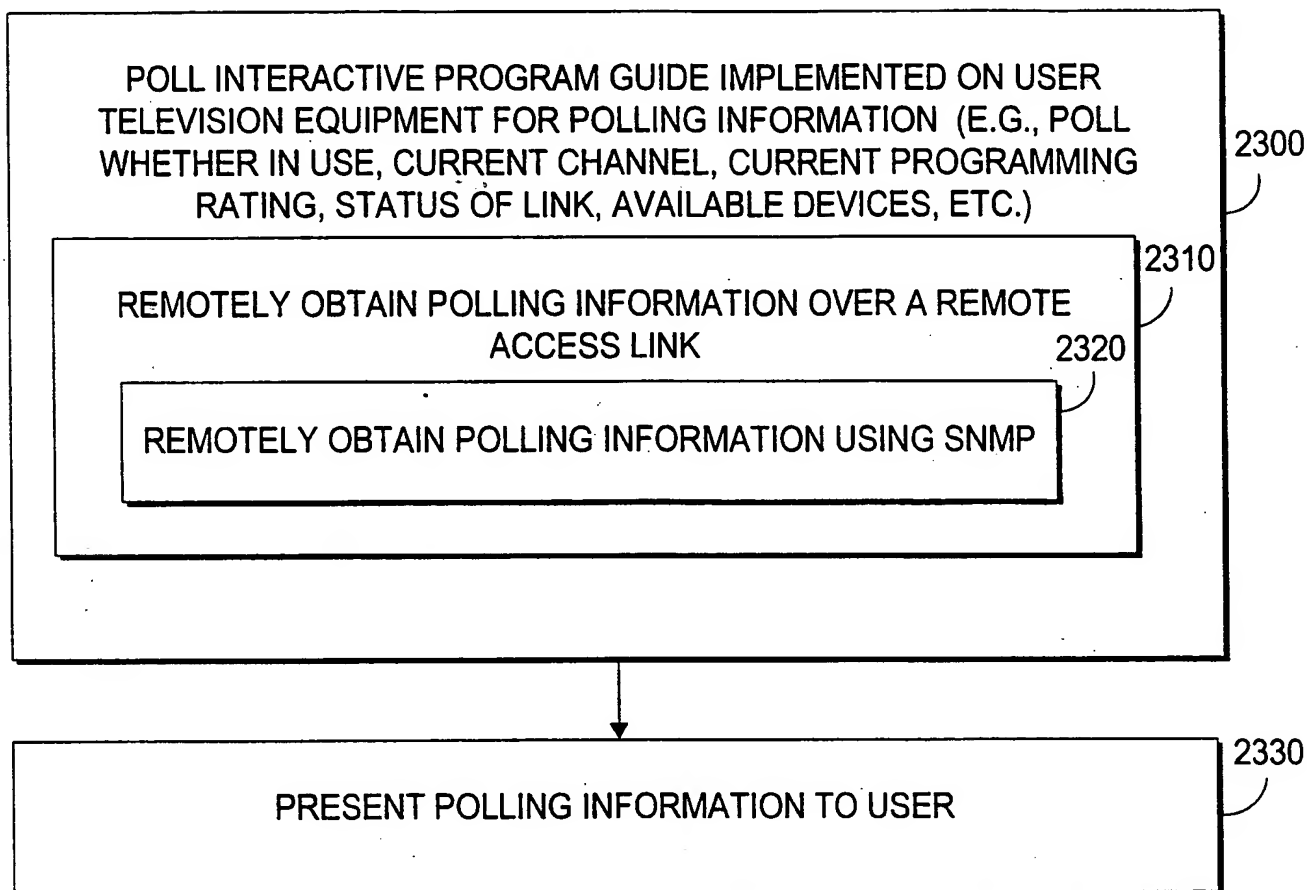 POLL INTERACTIVE PROGRAM GUIDE IMPLEMENTED ON USER
TELEVISION EQUIPMENT FOR POLLING INFORMATION (E.G., POLL
WHETHER IN USE, CURRENT CHANNEL, CURRENT PROGRAMMING
RATING, STATUS OF LINK, AVAILABLE DEVICES, ETC.)
2300
2310
REMOTELY OBTAIN POLLING INFORMATION OVER A REMOTE
ACCESS LINK
2320
REMOTELY OBTAIN POLLING INFORMATION USING SNMP
2330
PRESENT POLLING INFORMATION TO USER